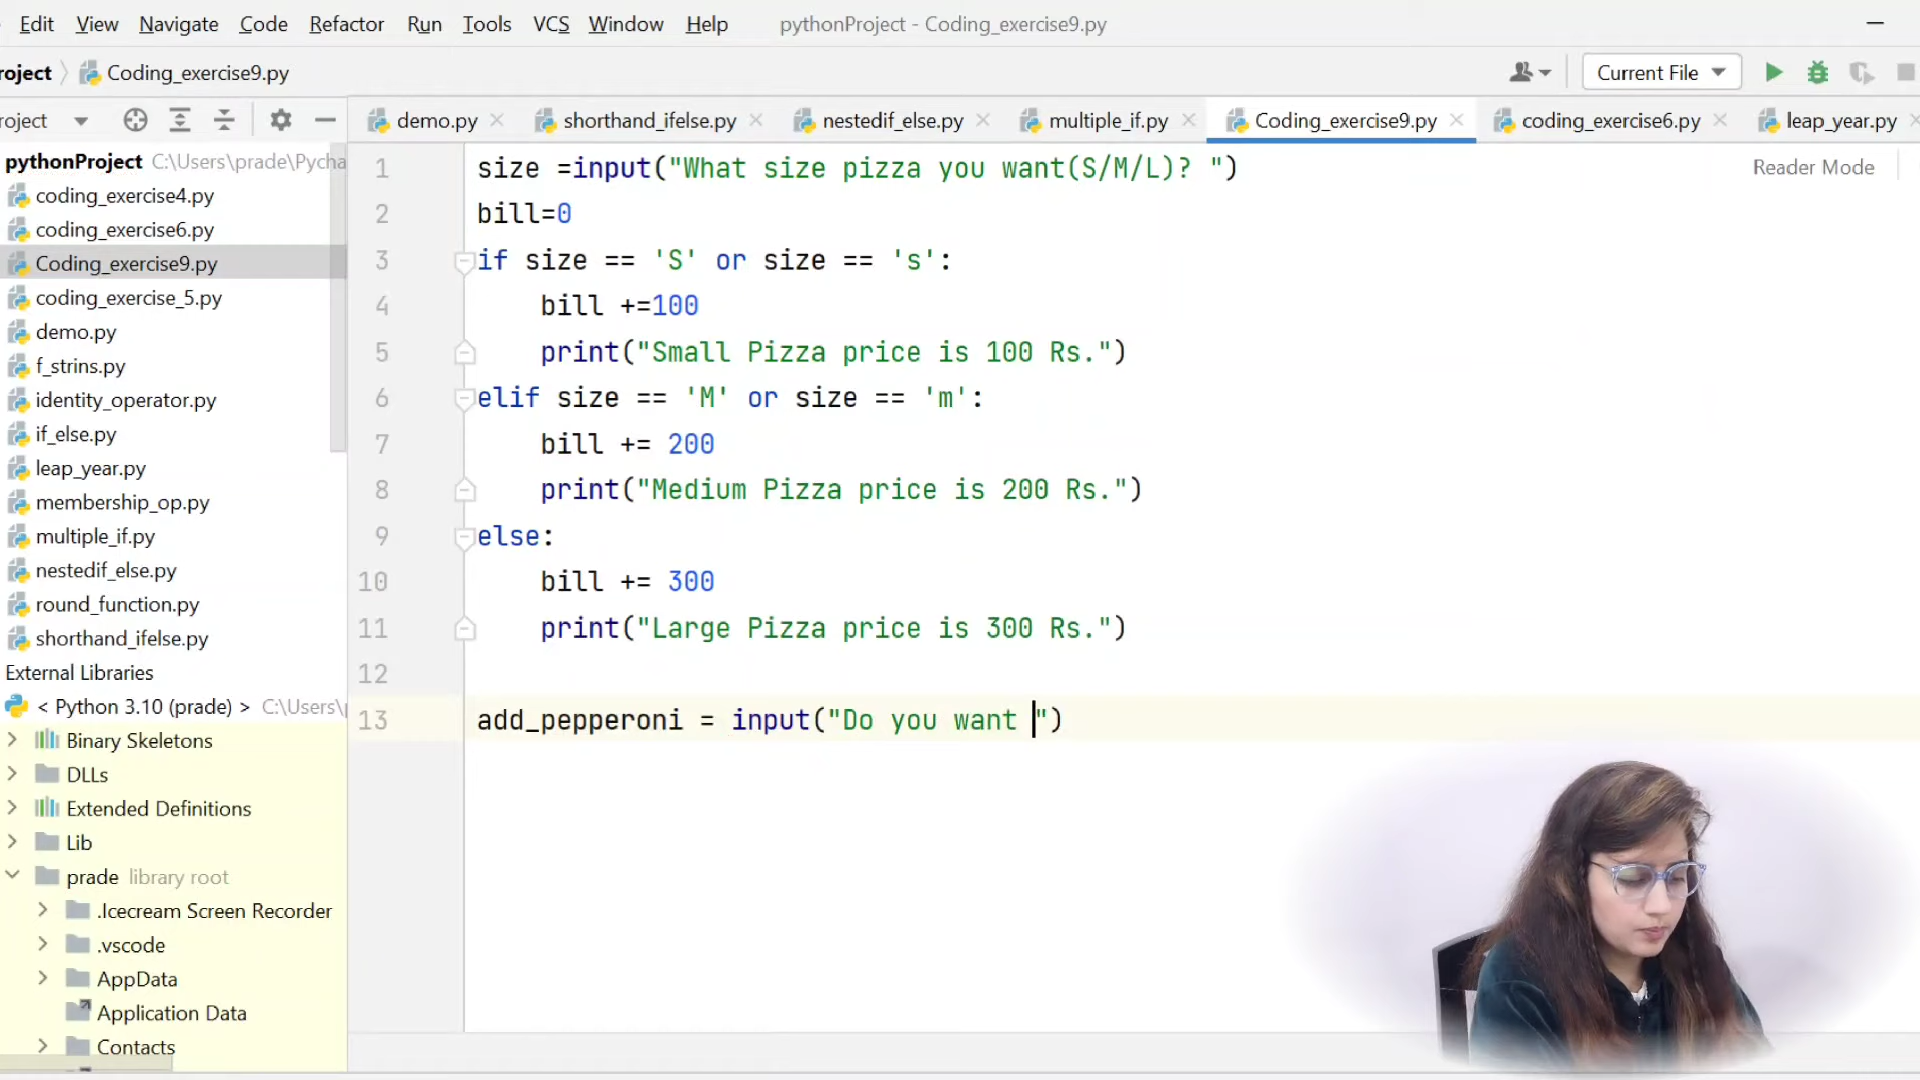 Edit View Navigate Code Refactor Run Tools VCS Window Help pythonProject - Coding_exercise9.py
roject Coding_exercise9.py Current File
roject demo.py shorthand_ifelse.py nestedif_else.py multiple_if.py Coding_exercise9.py coding_exercise6.py leap_year.py
pythonProject C:\Users\prade\Pycha
coding_exercise4.py
coding_exercise6.py
Coding_exercise9.py
coding_exercise_5.py
demo.py
f_strins.py
identity_operator.py
if_else.py
leap_year.py
membership_op.py
multiple_if.py
nestedif_else.py
round_function.py
shorthand_ifelse.py
External Libraries
< Python 3.10 (prade) > C:\Users\
Binary Skeletons
DLLs
Extended Definitions
Lib
prade library root
.Icecream Screen Recorder
.vscode
AppData
Application Data
Contacts
Reader Mode
1 size =input("What size pizza you want(S/M/L)? ")
2 bill=0
3 if size == 'S' or size == 's':
4 bill +=100
5 print("Small Pizza price is 100 Rs.")
6 elif size == 'M' or size == 'm':
7 bill += 200
8 print("Medium Pizza price is 200 Rs.")
9 else:
10 bill += 300
11 print("Large Pizza price is 300 Rs.")
12
13 add_pepperoni = input("Do you want ")